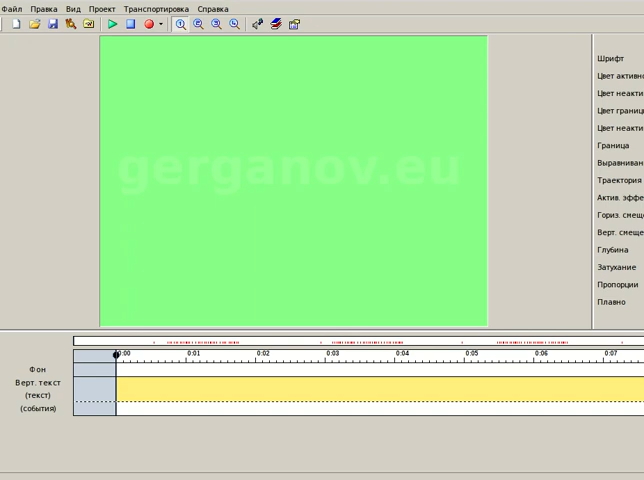 Файл Правка Вид Проект Транспортировка Справка
gerganov.eu
Шрифт
Цвет активно
Цвет неакти
Цвет границ
Цвет неакти
Граница
Выравниван
Траектория
Актив. эффе
Гориз. смещ
Верт. смеще
Глубина
Затухание
Пропорции
Плавно
0:00 0:01 0:02 0:03 0:04 0:05 0:06 0:07
Фон
Верт. текст
(текст)
(события)